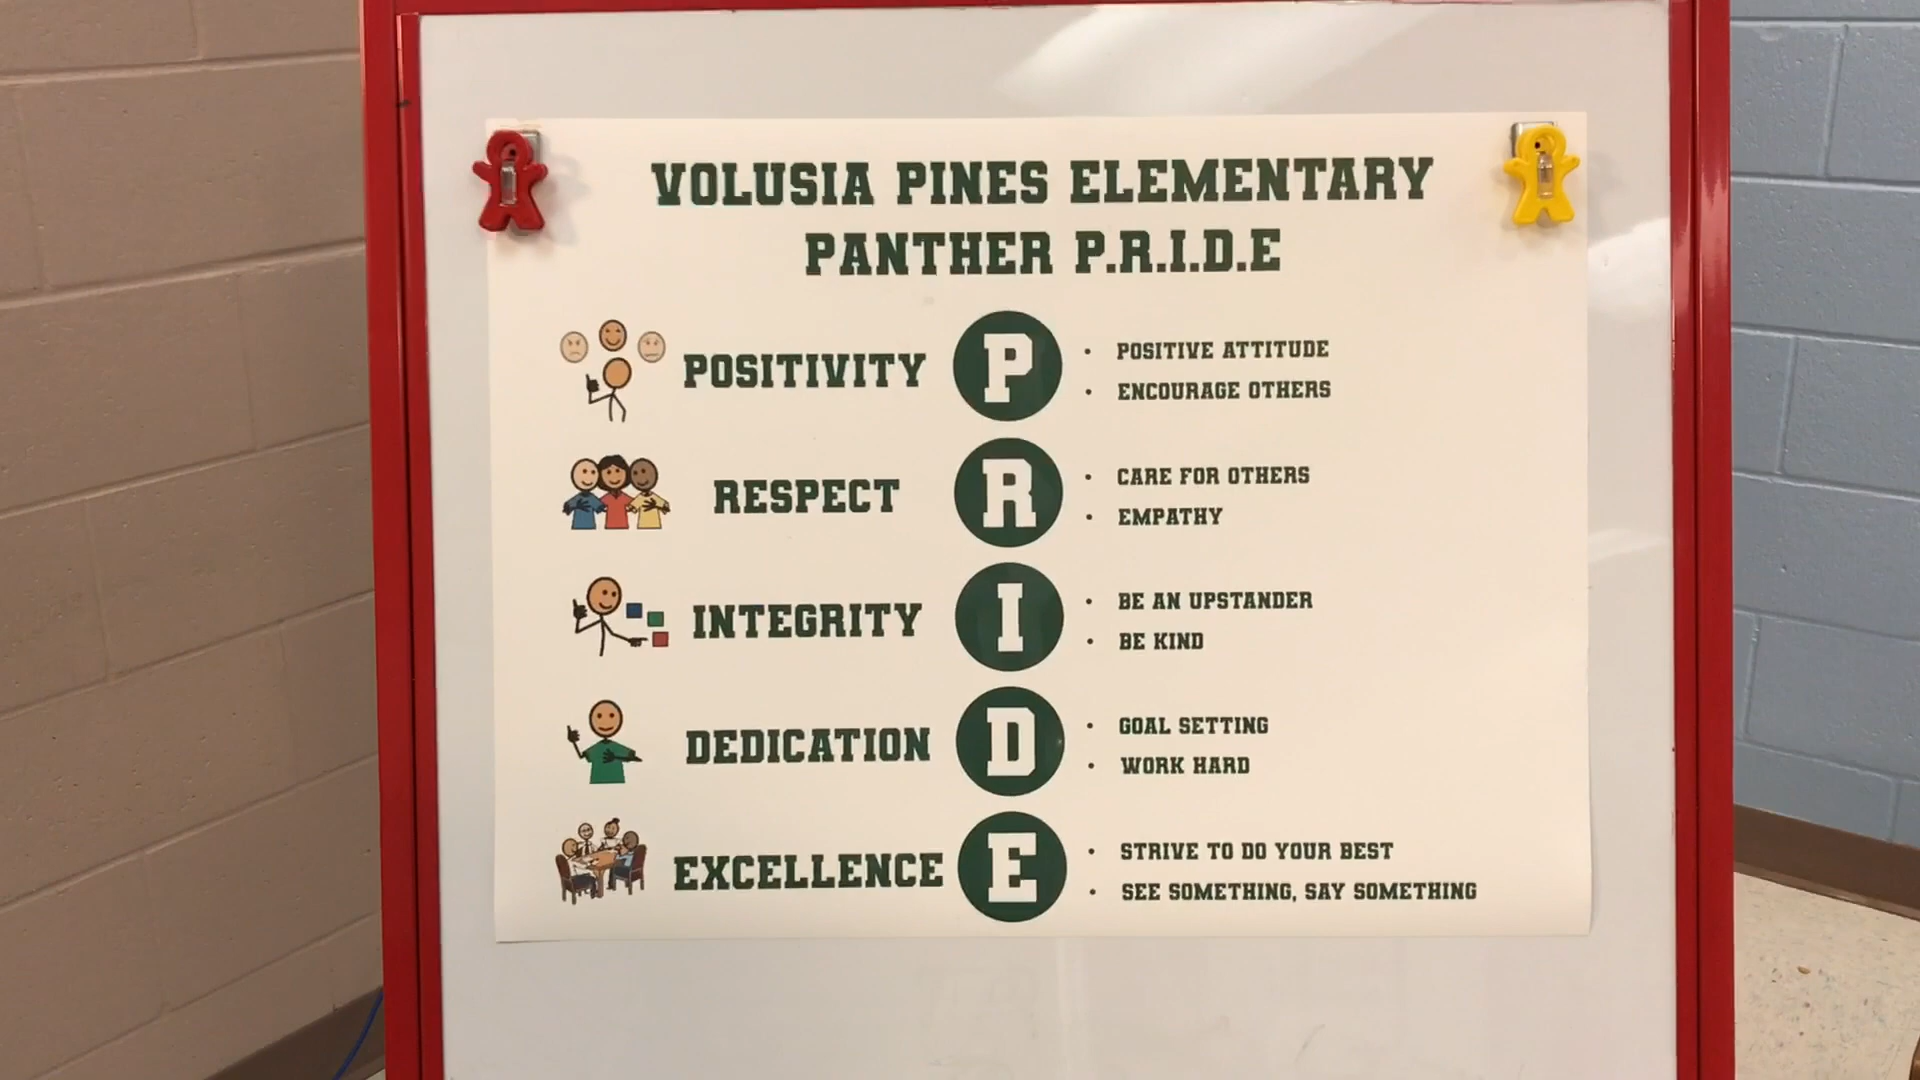 VOLUSIA PINES ELEMENTARY
PANTHER P.R.I.D.E
POSITIVITY P
• POSITIVE ATTITUDE
• ENCOURAGE OTHERS
RESPECT R
• CARE FOR OTHERS
• EMPATHY
INTEGRITY I
• BE AN UPSTANDER
• BE KIND
DEDICATION D
• GOAL SETTING
• WORK HARD
EXCELLENCE E
• STRIVE TO DO YOUR BEST
• SEE SOMETHING, SAY SOMETHING